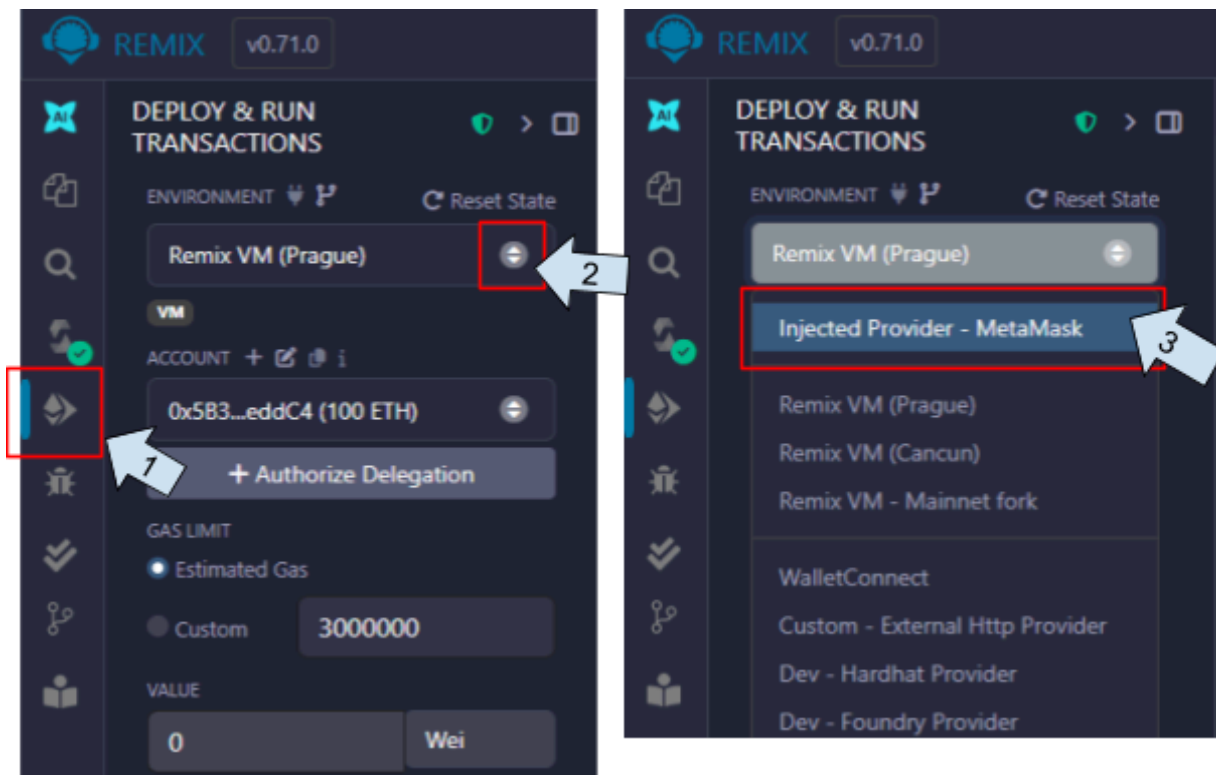 REMIX v0.71.0
AI
DEPLOY & RUN
TRANSACTIONS
ENVIRONMENT Reset State
Remix VM (Prague)
2
VM
ACCOUNT + i
0x5B3...eddC4 (100 ETH)
1
+ Authorize Delegation
GAS LIMIT
Estimated Gas
Custom 3000000
VALUE
0 Wei
REMIX v0.71.0
AI
DEPLOY & RUN
TRANSACTIONS
ENVIRONMENT Reset State
Remix VM (Prague)
Injected Provider - MetaMask
3
Remix VM (Prague)
Remix VM (Cancun)
Remix VM - Mainnet fork
WalletConnect
Custom - External Http Provider
Dev - Hardhat Provider
Dev - Foundry Provider